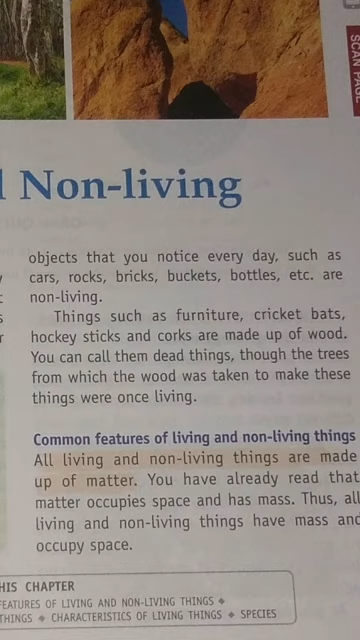 SCAN PAGE
Non-living
objects that you notice every day, such as
cars, rocks, bricks, buckets, bottles, etc. are
non-living.
Things such as furniture, cricket bats,
hockey sticks and corks are made up of wood.
You can call them dead things, though the trees
from which the wood was taken to make these
things were once living.
Common features of living and non-living things
All living and non-living things are made
up of matter. You have already read that
matter occupies space and has mass. Thus, all
living and non-living things have mass and
occupy space.
HIS CHAPTER
FEATURES OF LIVING AND NON-LIVING THINGS ◆
THINGS ◆ CHARACTERISTICS OF LIVING THINGS ◆ SPECIES